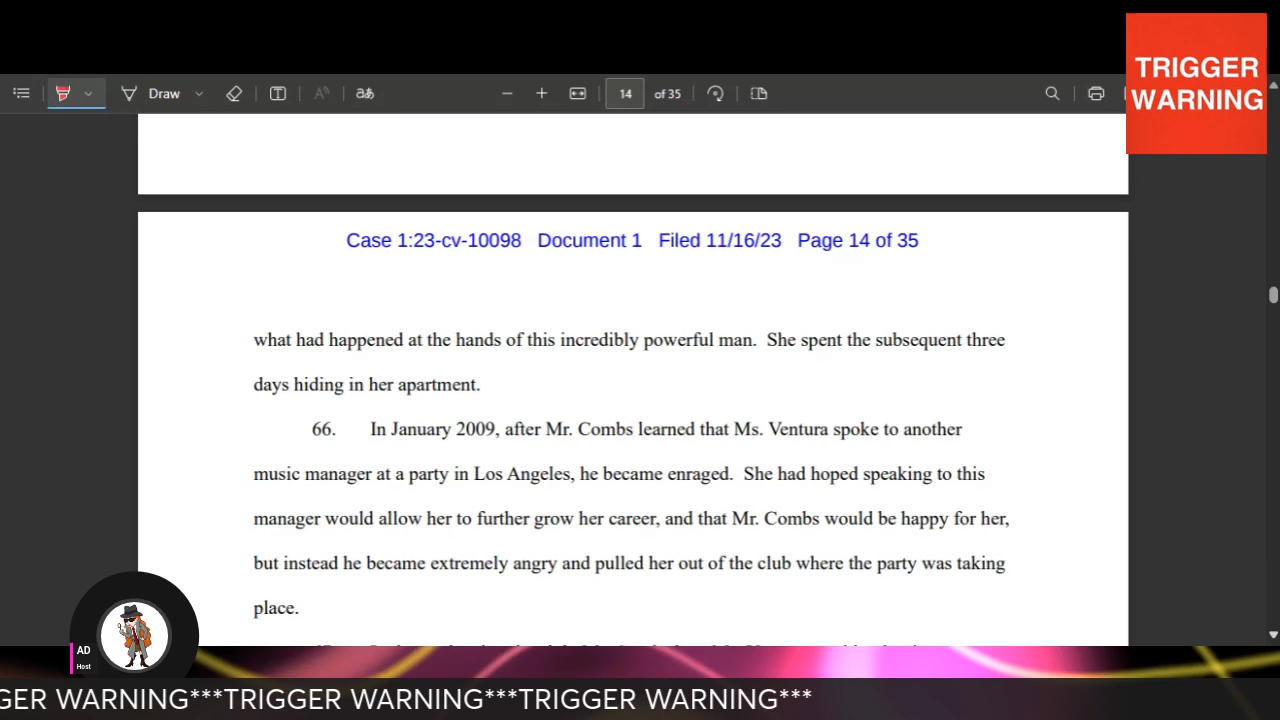 TRIGGER
WARNING
Draw
14 of 35
aあ
Case 1:23-cv-10098 Document 1 Filed 11/16/23 Page 14 of 35
what had happened at the hands of this incredibly powerful man. She spent the subsequent three
days hiding in her apartment.
66. In January 2009, after Mr. Combs learned that Ms. Ventura spoke to another
music manager at a party in Los Angeles, he became enraged. She had hoped speaking to this
manager would allow her to further grow her career, and that Mr. Combs would be happy for her,
but instead he became extremely angry and pulled her out of the club where the party was taking
place.
AD
Host
GER WARNING***TRIGGER WARNING***TRIGGER WARNING***